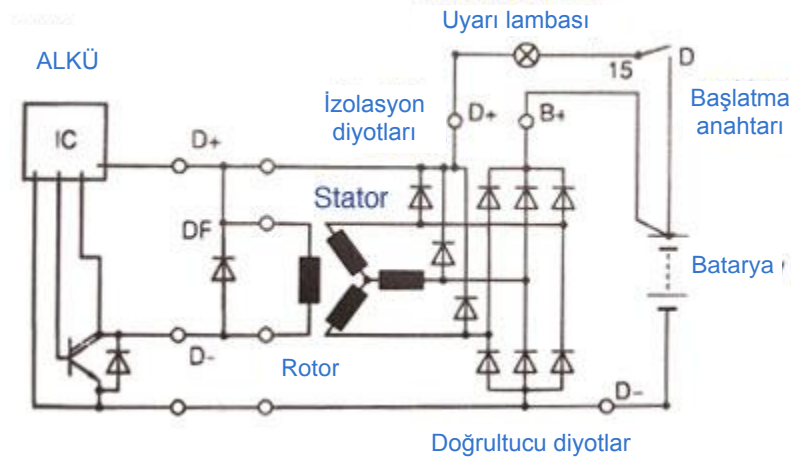 Uyarı lambası
ALKÜ
15
D
İzolasyon
diyotları
D+
B+
Başlatma
anahtarı
IC
D+
Stator
DF
Batarya
D-
Rotor
D-
Doğrultucu diyotlar